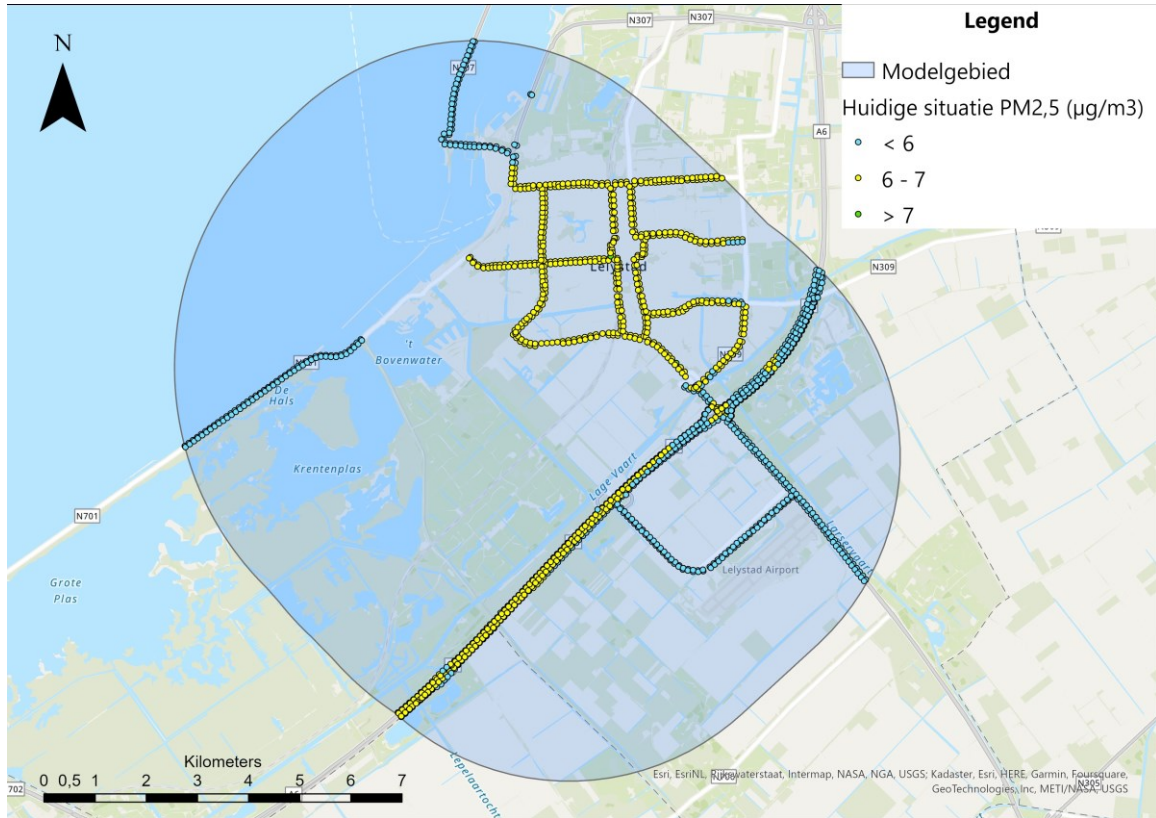 N
N307
N307
Legend
Modelgebied
Huidige situatie PM2,5 (µg/m3)
< 6
6 - 7
> 7
A6
N309
Lelystad
't
Bovenwater
De
Hals
Krentenplas
N701
Lage Vaart
Larservaart
Lelystad Airport
Grote
Plas
Kilometers
0 0,5 1 2 3 4 5 6 7
Lepelaartocht
A6
702
N305
Esri, EsriNL, Rijkswaterstaat, Intermap, NASA, NGA, USGS; Kadaster, Esri, HERE, Garmin, Foursquare,
GeoTechnologies, Inc, METI/NASA, USGS